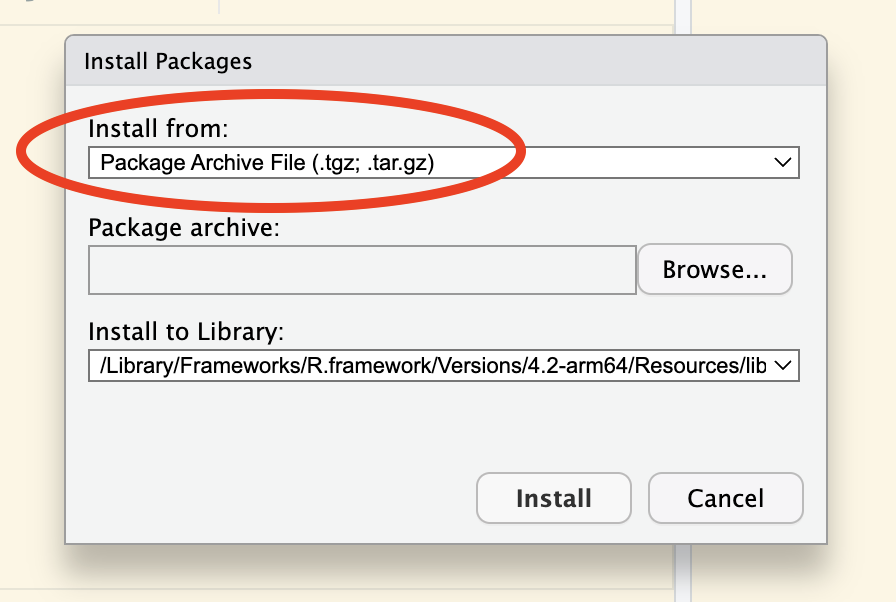 Install Packages
Install from:
Package Archive File (.tgz; .tar.gz)
Package archive:
Browse...
Install to Library:
/Library/Frameworks/R.framework/Versions/4.2-arm64/Resources/lib
Install
Cancel